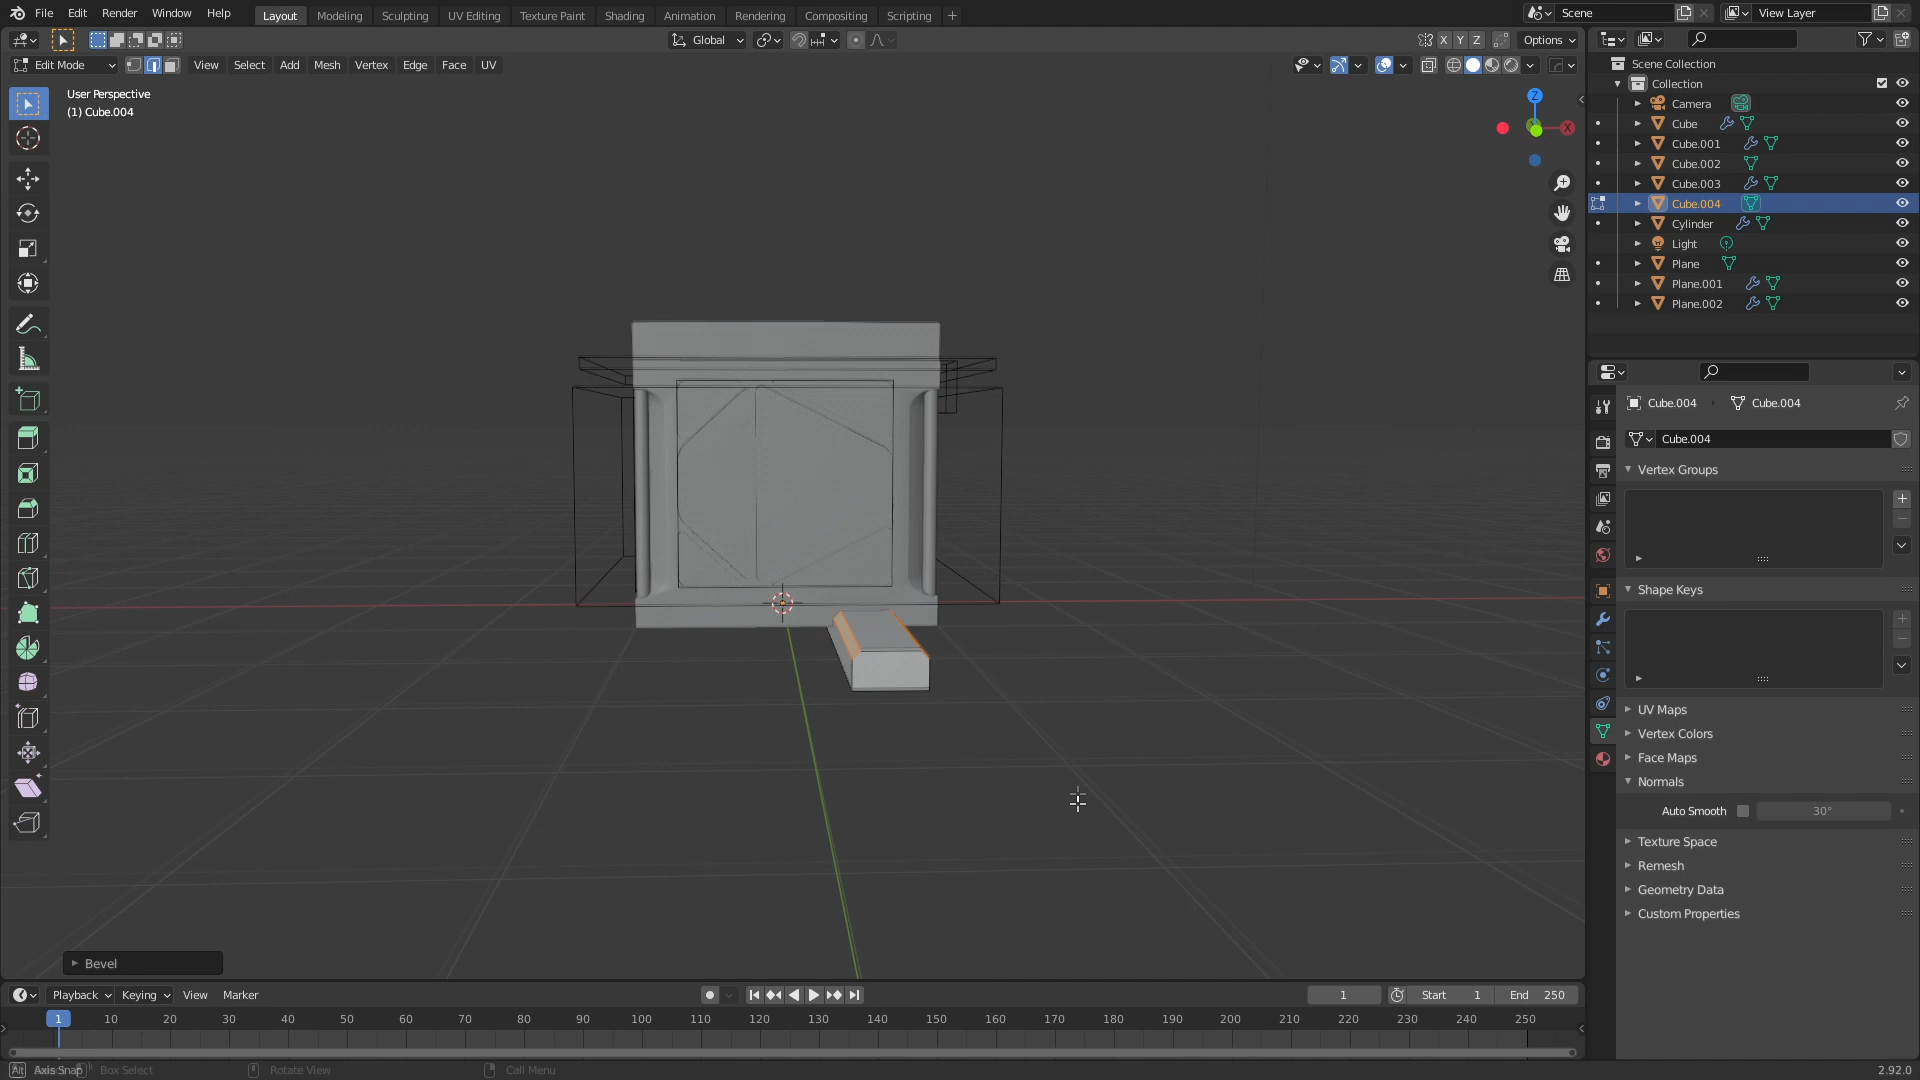 File Edit Render Window Help Layout Modeling Sculpting UV Editing Texture Paint Shading Animation Rendering Compositing Scripting Scene View Layer
Global X Y Z Options
Edit Mode View Select Add Mesh Vertex Edge Face UV
User Perspective
(1) Cube.004
Z
X
Scene Collection
Collection
Camera
Cube
Cube.001
Cube.002
Cube.003
Cube.004
Cylinder
Light
Plane
Plane.001
Plane.002
Cube.004 Cube.004
Cube.004
Vertex Groups
Shape Keys
UV Maps
Vertex Colors
Face Maps
Normals
Auto Smooth 30°
Texture Space
Remesh
Geometry Data
Custom Properties
Bevel
Playback Keying View Marker 1 Start 1 End 250
1 10 20 30 40 50 60 70 80 90 100 110 120 130 140 150 160 170 180 190 200 210 220 230 240 250
Alt Axis Snap Box Select Rotate View Call Menu 2.92.0